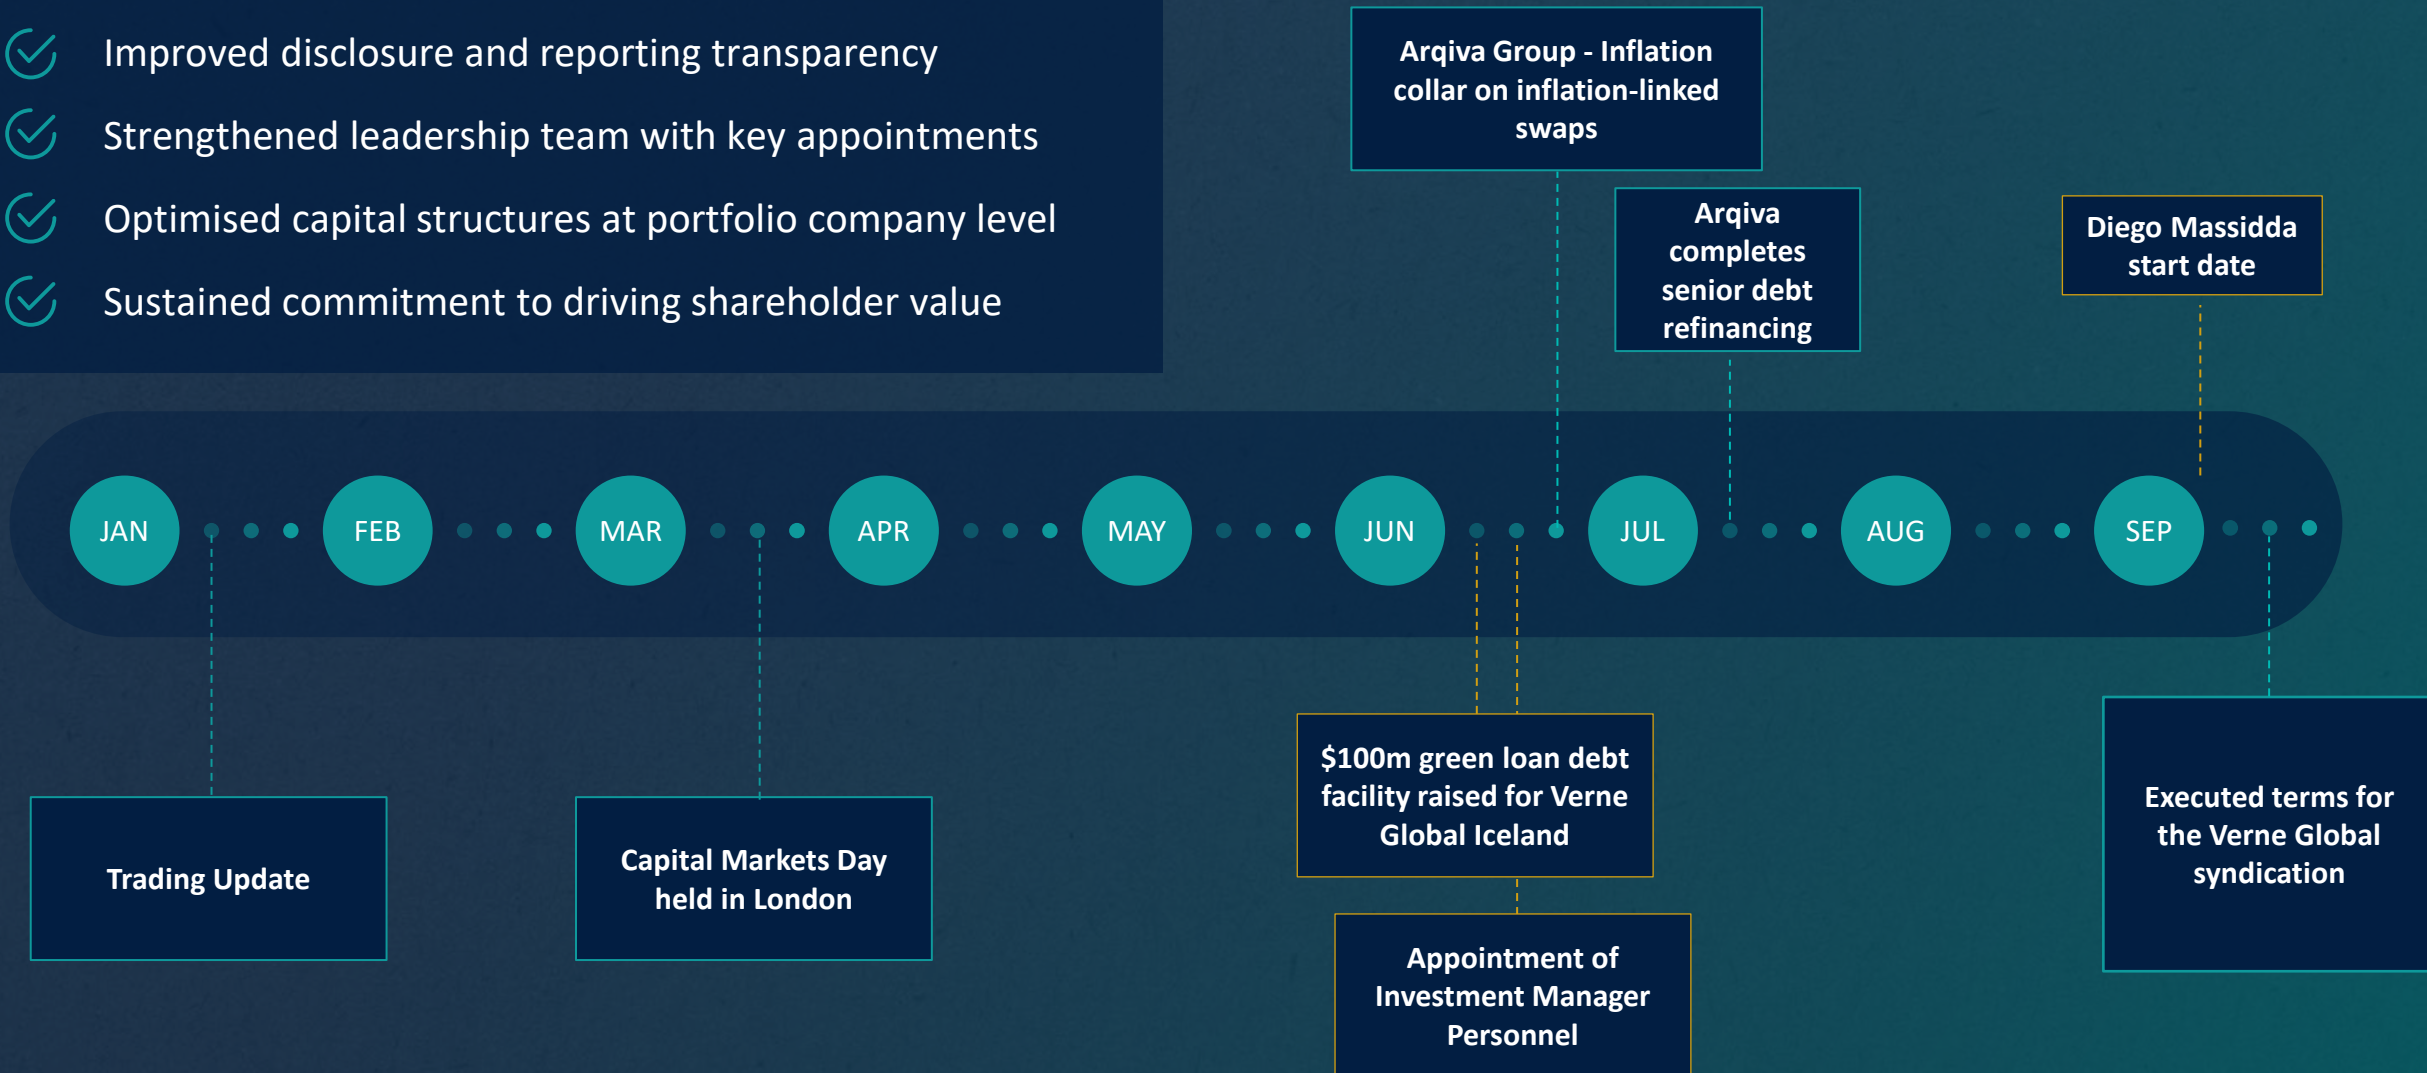 Improved disclosure and reporting transparency
Strengthened leadership team with key appointments
Optimised capital structures at portfolio company level
Sustained commitment to driving shareholder value
Arqiva Group - Inflation
collar on inflation-linked
swaps
Arqiva
completes
senior debt
refinancing
Diego Massidda
start date
JAN
FEB
MAR
APR
MAY
JUN
JUL
AUG
SEP
Trading Update
Capital Markets Day
held in London
$100m green loan debt
facility raised for Verne
Global Iceland
Appointment of
Investment Manager
Personnel
Executed terms for
the Verne Global
syndication